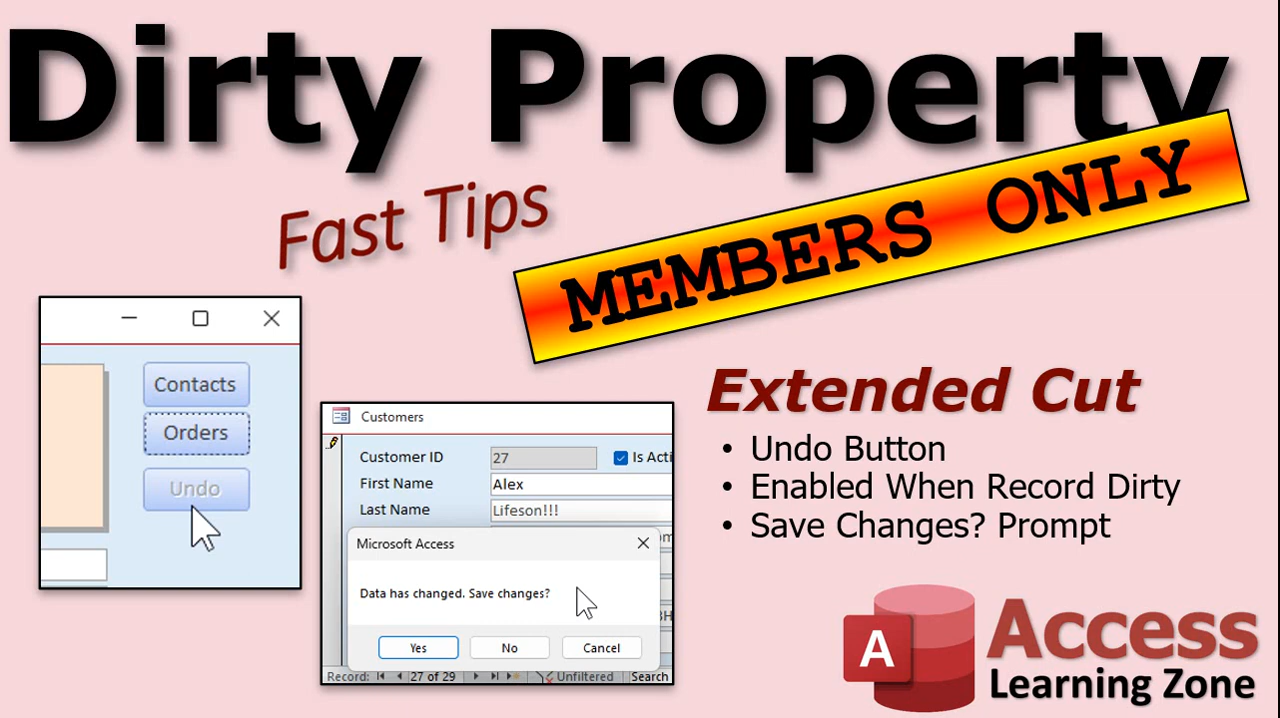 Dirty Property
Fast Tips
MEMBERS ONLY
Contacts
Orders
Undo
Customers
Customer ID
27
Is Acti
First Name
Alex
Last Name
Lifeson!!!
Microsoft Access
Data has changed. Save changes?
Yes
No
Cancel
Record:
27 of 29
Unfiltered
Search
Extended Cut
• Undo Button
• Enabled When Record Dirty
• Save Changes? Prompt
A
Access
Learning Zone